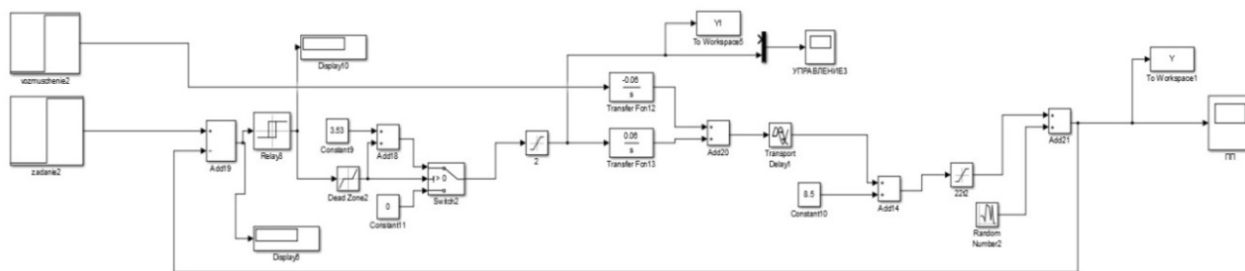 vozmuschenie2
zadanie2
Display10
Add19
Relay8
Display8
3.53
Constant9
Add18
Dead Zone2
0
Constant11
> 0
Switch2
2
Y1
To Workspace5
УПРАВЛЕНИЕ3
-0.06
s
Transfer Fcn12
0.06
s
Transfer Fcn13
Add20
Transport
Delay1
8.5
Constant10
Add14
Random
Number2
Add21
Y
To Workspace1
ПП